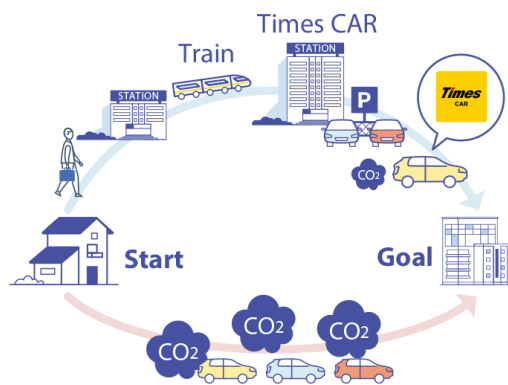 Times CAR
Train
STATION
STATION
P
Times
CAR
CO2
Start
Goal
CO2
CO2
CO2